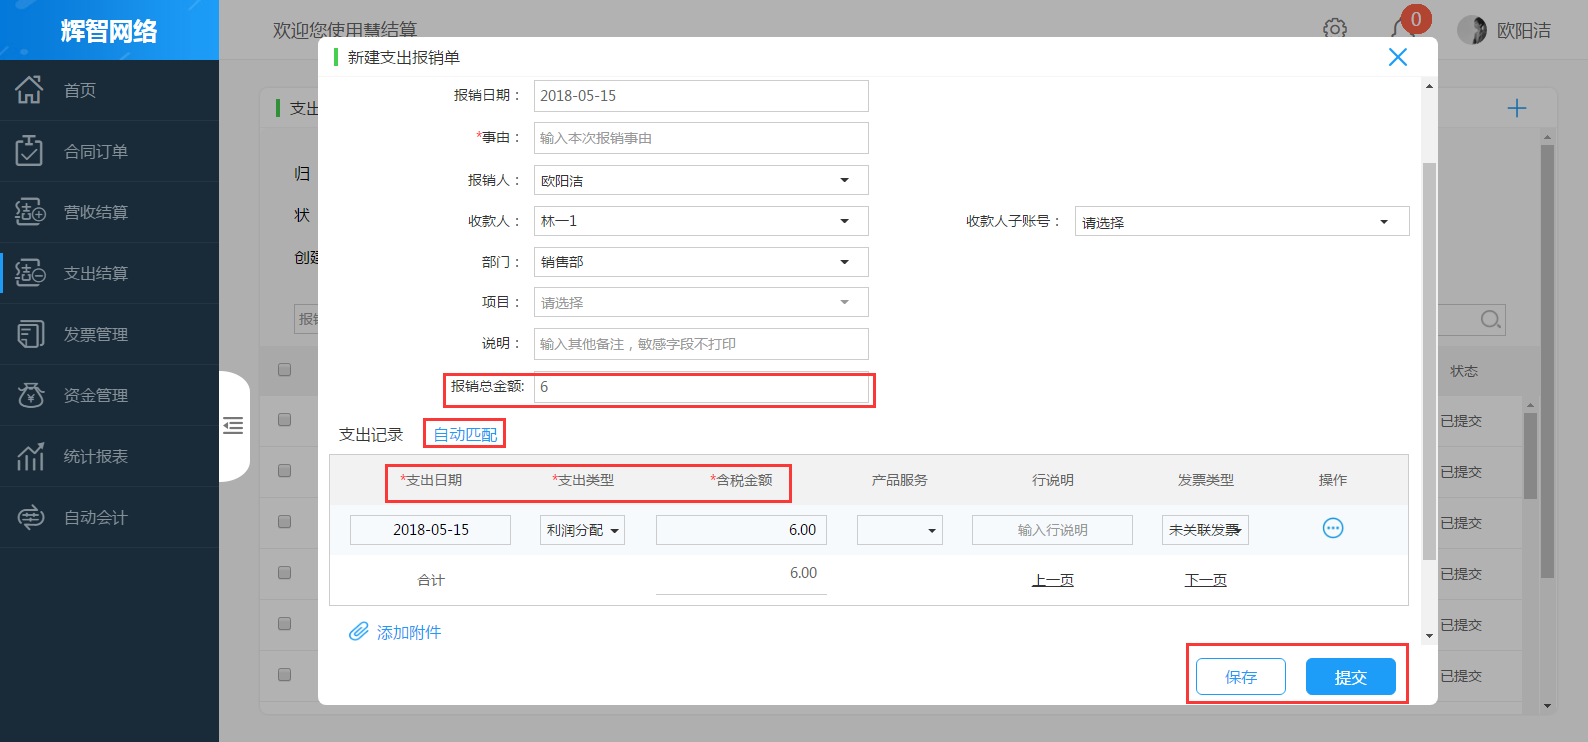 辉智网络
欢迎您使用慧结算
0
欧阳洁
首页
合同订单
营收结算
支出结算
发票管理
资金管理
统计报表
自动会计
支出
归
状
创建
报销
状态
已提交
已提交
已提交
已提交
已提交
已提交
新建支出报销单
报销日期： 2018-05-15
*事由： 输入本次报销事由
报销人： 欧阳洁
收款人： 林一1 收款人子账号： 请选择
部门： 销售部
项目： 请选择
说明： 输入其他备注，敏感字段不打印
报销总金额: 6
支出记录 自动匹配
*支出日期 *支出类型 *含税金额 产品服务 行说明 发票类型 操作
2018-05-15 利润分配 6.00 输入行说明 未关联发票
合计 6.00 上一页 下一页
添加附件
保存 提交